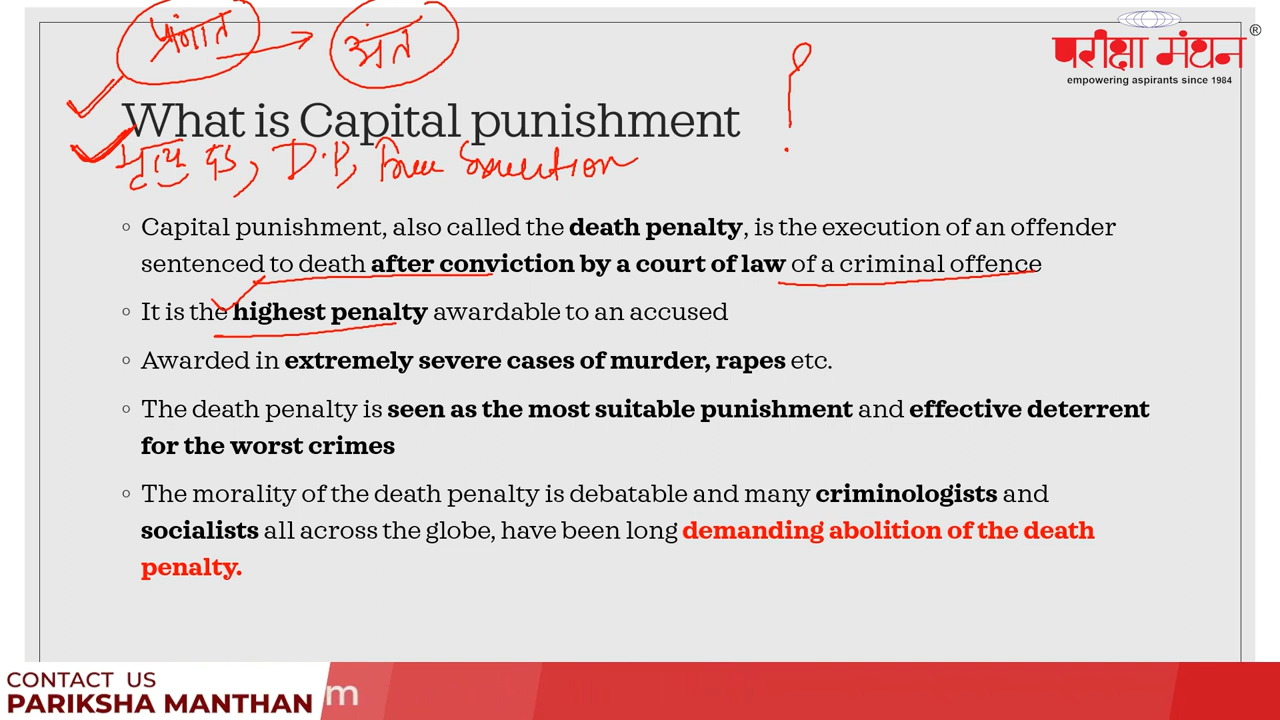 अंत
परीक्षा मंथन ®
empowering aspirants since 1984
What is Capital punishment
मृत्यु दंड, D.P,
◦ Capital punishment, also called the death penalty, is the execution of an offender
sentenced to death after conviction by a court of law of a criminal offence
◦ It is the highest penalty awardable to an accused
◦ Awarded in extremely severe cases of murder, rapes etc.
◦ The death penalty is seen as the most suitable punishment and effective deterrent
for the worst crimes
◦ The morality of the death penalty is debatable and many criminologists and
socialists all across the globe, have been long demanding abolition of the death
penalty.
CONTACT US
PARIKSHA MANTHAN m